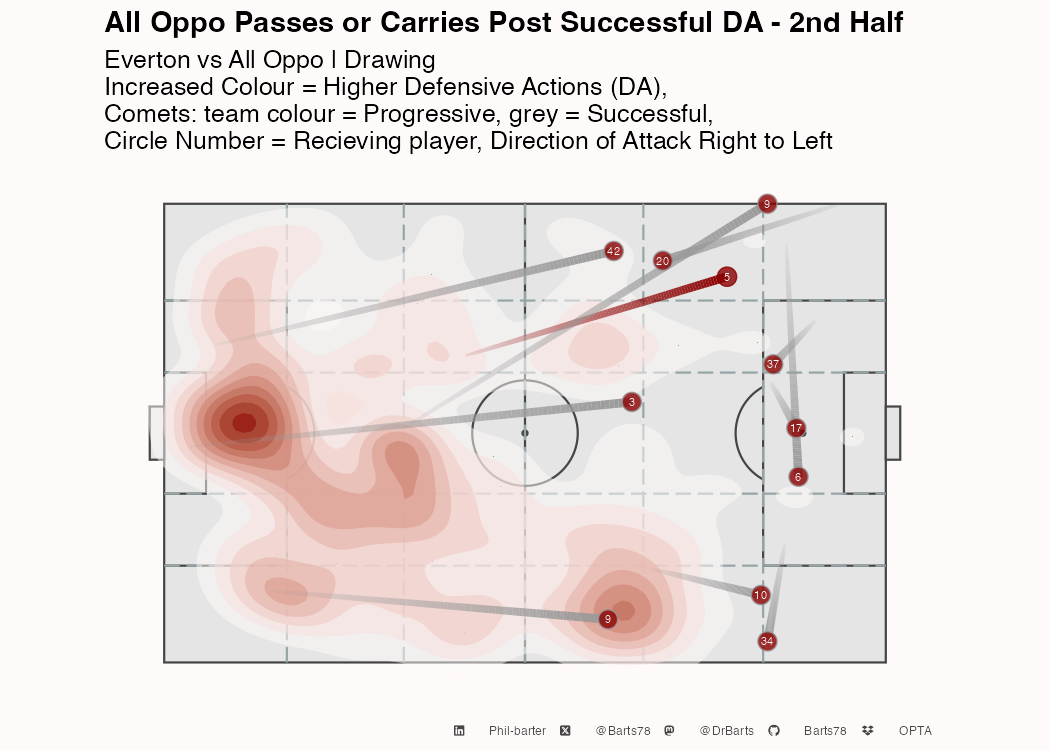 All Oppo Passes or Carries Post Successful DA - 2nd Half
Everton vs All Oppo | Drawing
Increased Colour = Higher Defensive Actions (DA),
Comets: team colour = Progressive, grey = Successful,
Circle Number = Recieving player, Direction of Attack Right to Left
9
42
20
5
37
3
17
6
10
9
34
Phil-barter @Barts78 @DrBarts Barts78 OPTA